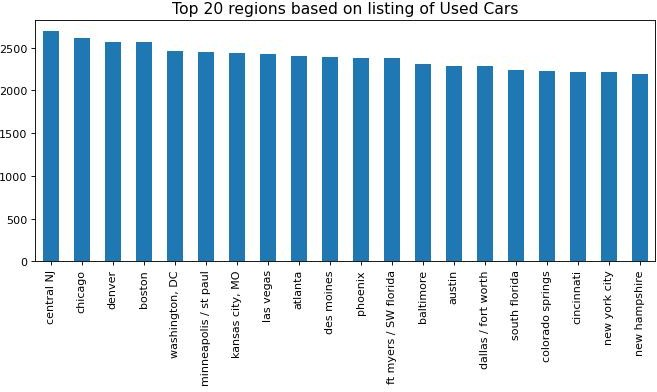 Top 20 regions based on listing of Used Cars
2500
2000
1500
1000
500
0
central NJ
chicago
denver
boston
washington, DC
minneapolis / st paul
kansas city, MO
las vegas
atlanta
des moines
phoenix
ft myers / SW florida
baltimore
austin
dallas / fort worth
south florida
colorado springs
cincinnati
new york city
new hampshire